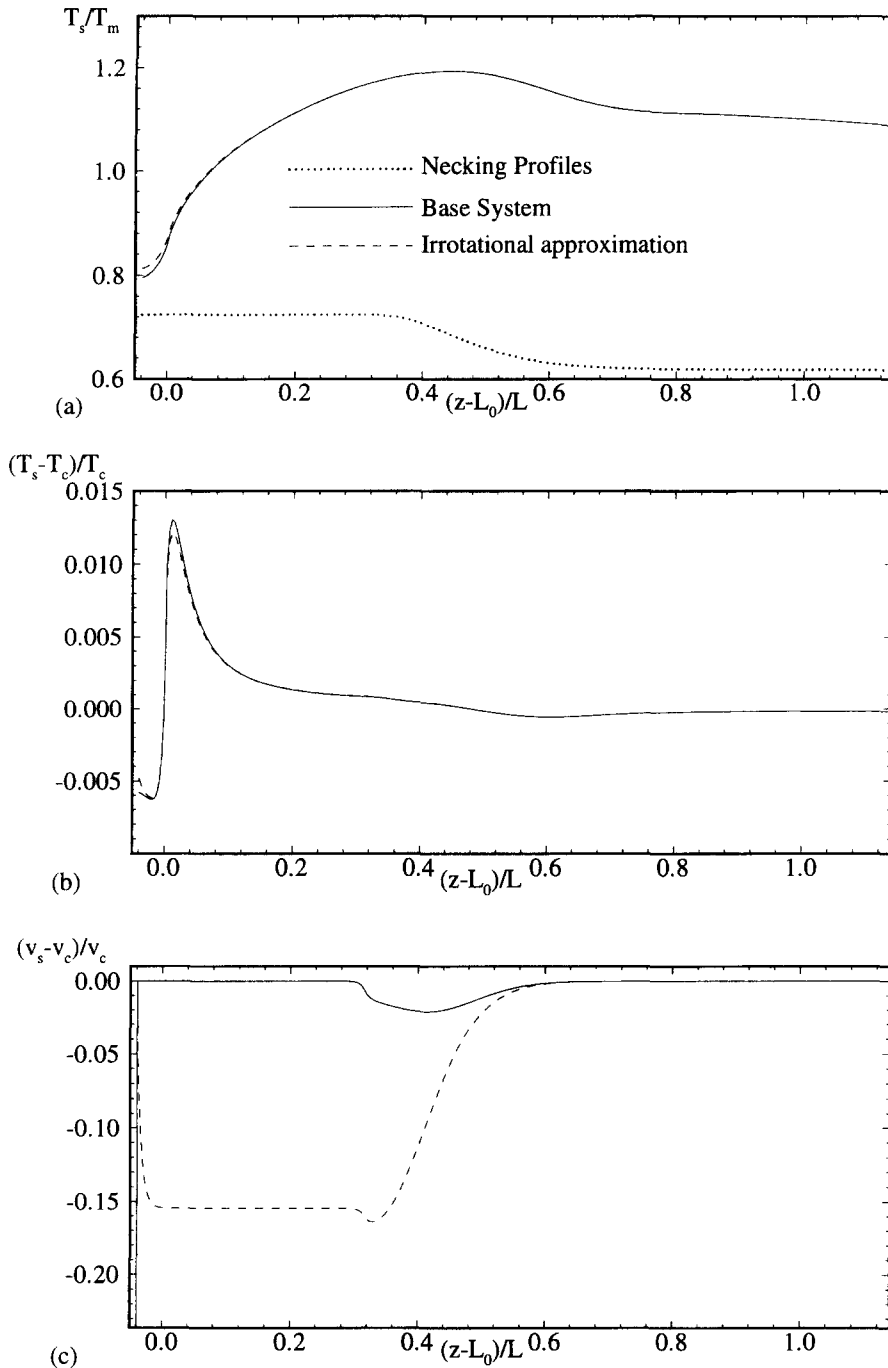 T_s/T_m
1.2
1.0
0.8
0.6
Necking Profiles
Base System
Irrotational approximation
0.0 0.2 0.4 0.6 0.8 1.0
(z-L_0)/L
(a)
(T_s-T_c)/T_c
0.015
0.010
0.005
0.000
-0.005
0.0 0.2 0.4 0.6 0.8 1.0
(z-L_0)/L
(b)
(v_s-v_c)/v_c
0.00
-0.05
-0.10
-0.15
-0.20
0.0 0.2 0.4 0.6 0.8 1.0
(z-L_0)/L
(c)